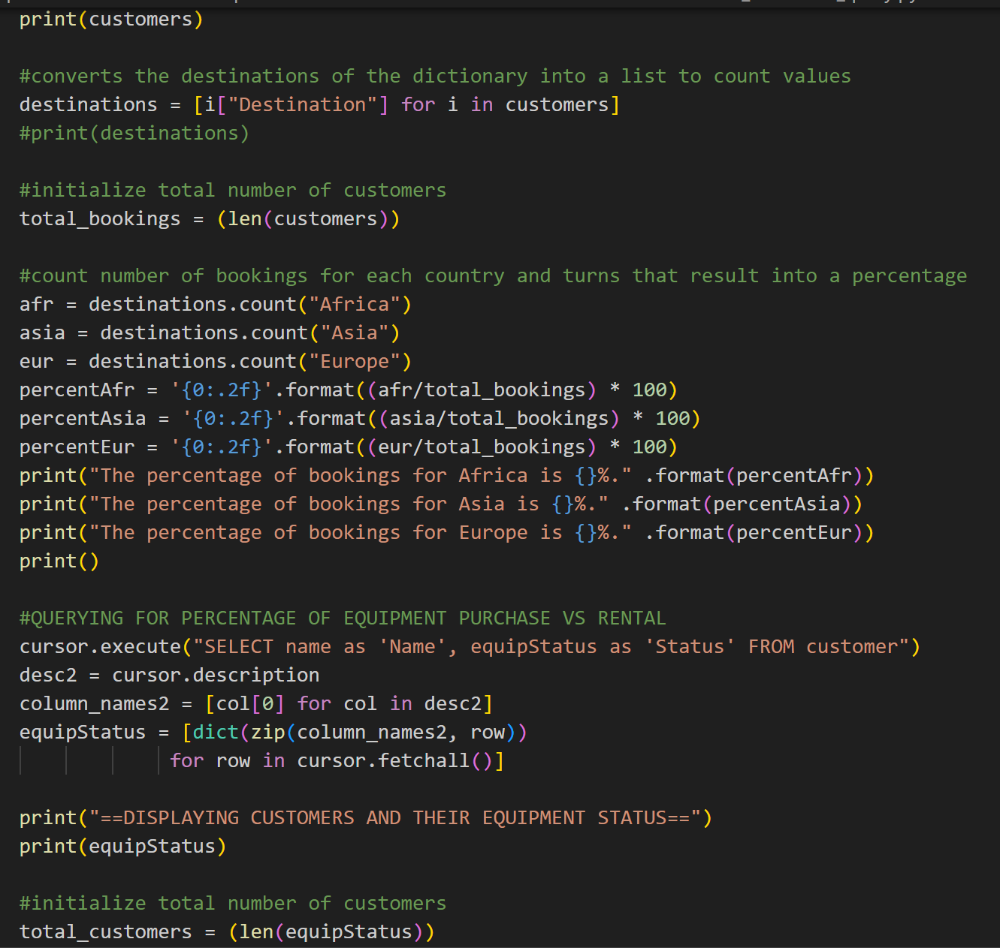 print(customers)
#converts the destinations of the dictionary into a list to count values
destinations = [i["Destination"] for i in customers]
#print(destinations)
#initialize total number of customers
total_bookings = (len(customers))
#count number of bookings for each country and turns that result into a percentage
afr = destinations.count("Africa")
asia = destinations.count("Asia")
eur = destinations.count("Europe")
percentAfr = '{0:.2f}'.format((afr/total_bookings) * 100)
percentAsia = '{0:.2f}'.format((asia/total_bookings) * 100)
percentEur = '{0:.2f}'.format((eur/total_bookings) * 100)
print("The percentage of bookings for Africa is {}%." .format(percentAfr))
print("The percentage of bookings for Asia is {}%." .format(percentAsia))
print("The percentage of bookings for Europe is {}%." .format(percentEur))
print()
#QUERYING FOR PERCENTAGE OF EQUIPMENT PURCHASE VS RENTAL
cursor.execute("SELECT name as 'Name', equipStatus as 'Status' FROM customer")
desc2 = cursor.description
column_names2 = [col[0] for col in desc2]
equipStatus = [dict(zip(column_names2, row))
for row in cursor.fetchall()]
print("==DISPLAYING CUSTOMERS AND THEIR EQUIPMENT STATUS==")
print(equipStatus)
#initialize total number of customers
total_customers = (len(equipStatus))